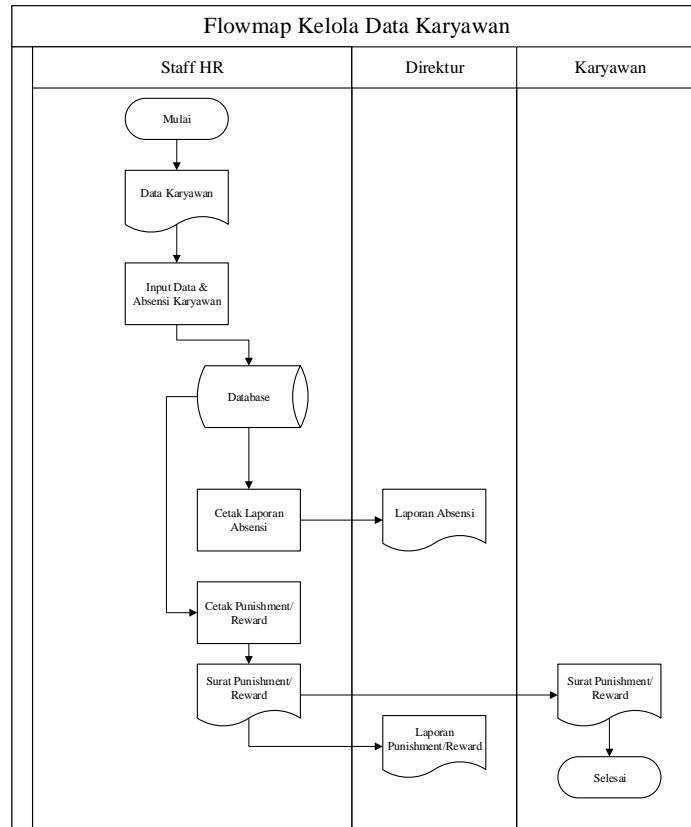 Flowmap Kelola Data Karyawan
Staff HR
Direktur
Karyawan
Mulai
Data Karyawan
Input Data &
Absensi Karyawan
Database
Cetak Laporan
Absensi
Laporan Absensi
Cetak Punishment/
Reward
Surat Punishment/
Reward
Surat Punishment/
Reward
Laporan
Punishment/Reward
Selesai